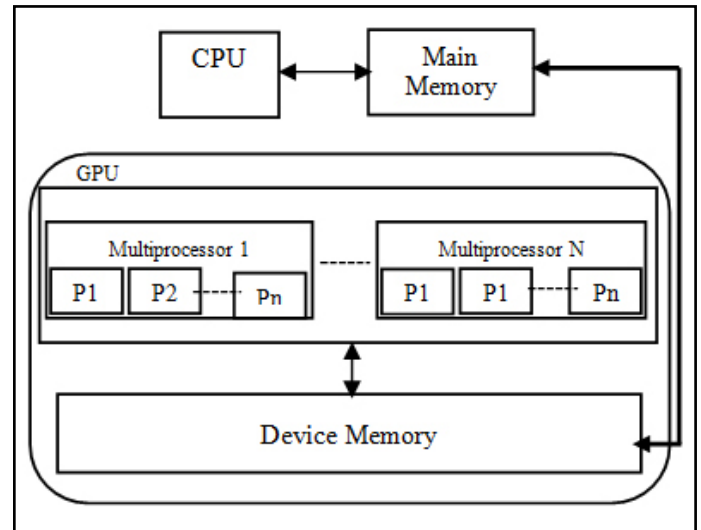 CPU
Main
Memory
GPU
Multiprocessor 1
P1 P2 Pn
Multiprocessor N
P1 P1 Pn
Device Memory